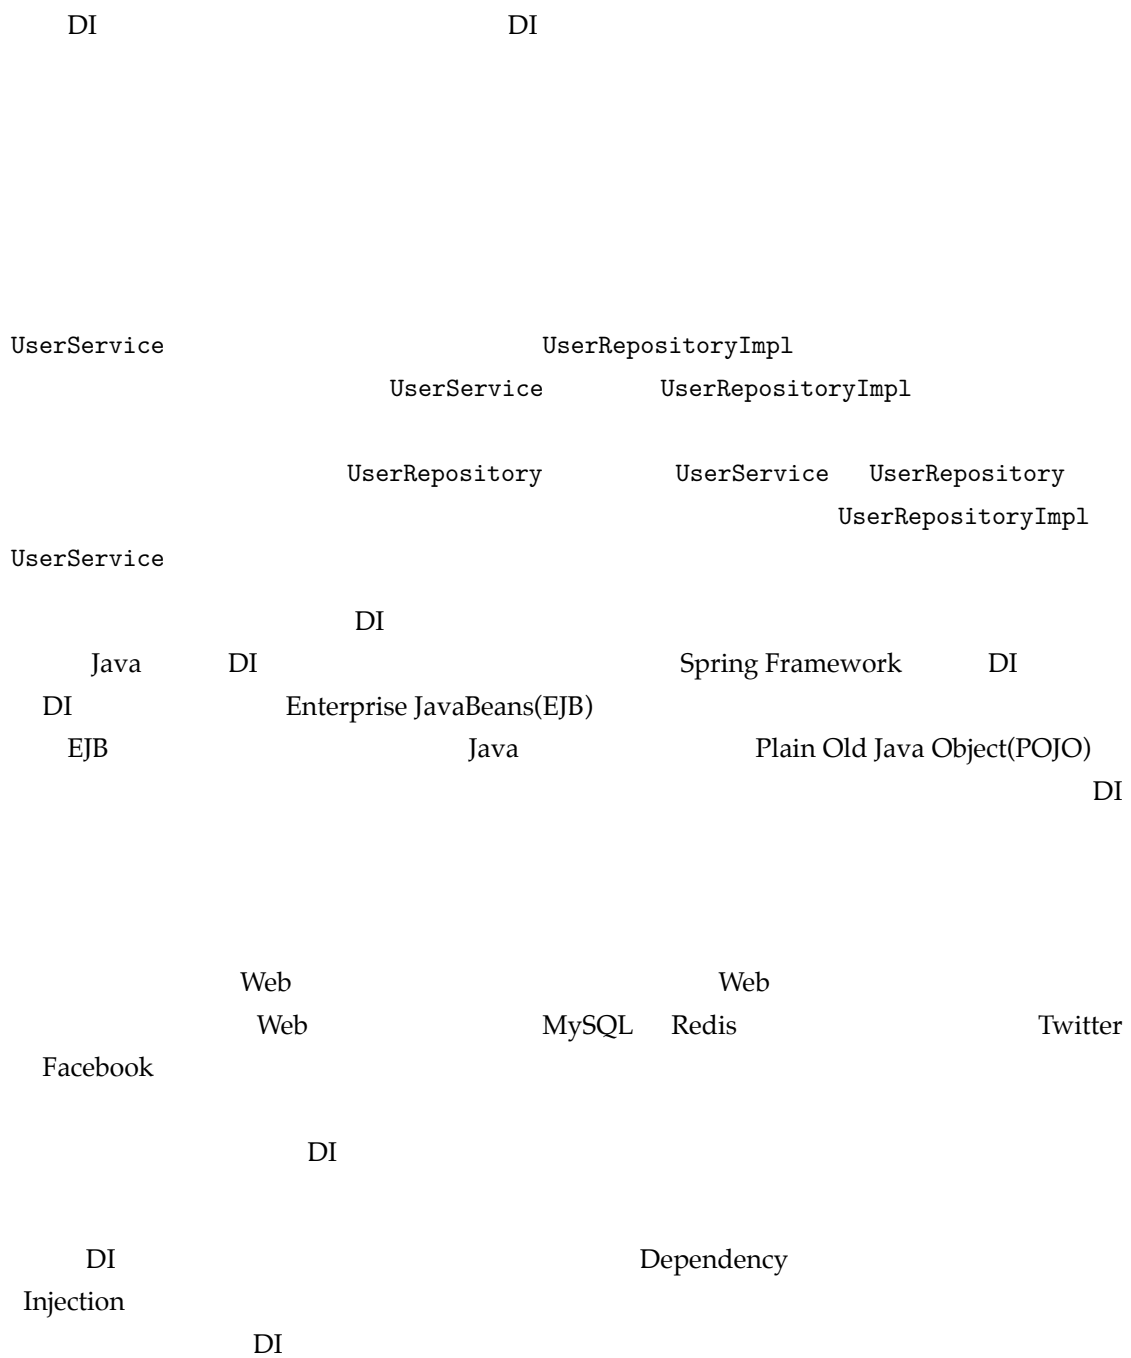 DI DI
UserService UserRepositoryImpl
UserService UserRepositoryImpl
UserRepository UserService UserRepository
UserRepositoryImpl
UserService
DI
Java DI Spring Framework DI
DI Enterprise JavaBeans(EJB)
EJB Java Plain Old Java Object(POJO)
DI
Web Web
Web MySQL Redis Twitter
Facebook
DI
DI Dependency
Injection
DI